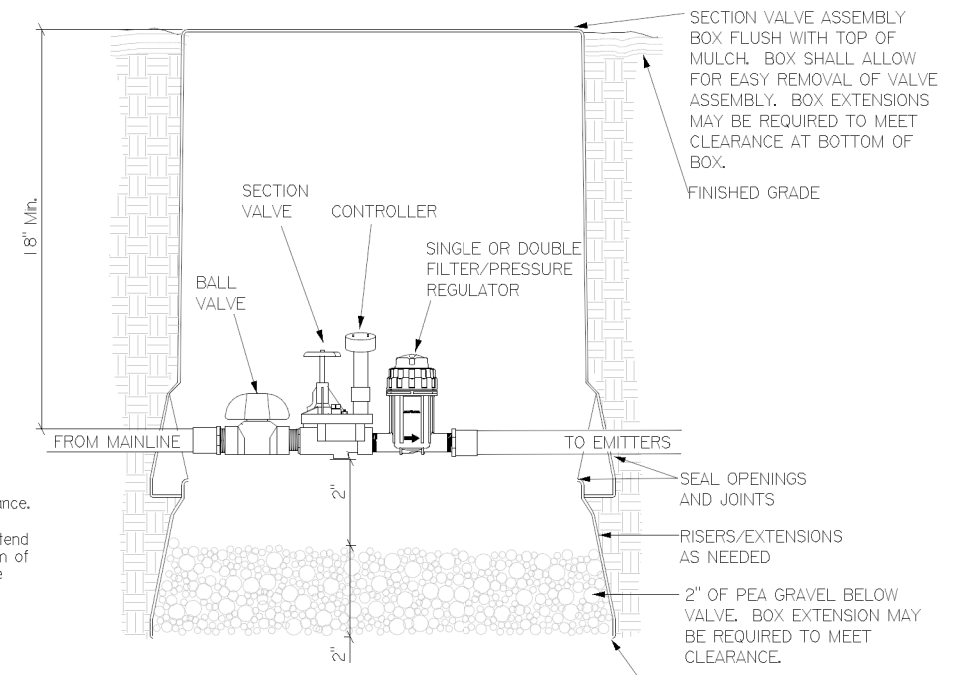 SECTION VALVE ASSEMBLY
BOX FLUSH WITH TOP OF
MULCH. BOX SHALL ALLOW
FOR EASY REMOVAL OF VALVE
ASSEMBLY. BOX EXTENSIONS
MAY BE REQUIRED TO MEET
CLEARANCE AT BOTTOM OF
BOX.
FINISHED GRADE
18" Min.
SECTION
VALVE
CONTROLLER
SINGLE OR DOUBLE
FILTER/PRESSURE
REGULATOR
BALL
VALVE
FROM MAINLINE
TO EMITTERS
SEAL OPENINGS
AND JOINTS
2"
RISERS/EXTENSIONS
AS NEEDED
2" OF PEA GRAVEL BELOW
VALVE. BOX EXTENSION MAY
BE REQUIRED TO MEET
CLEARANCE.
2"